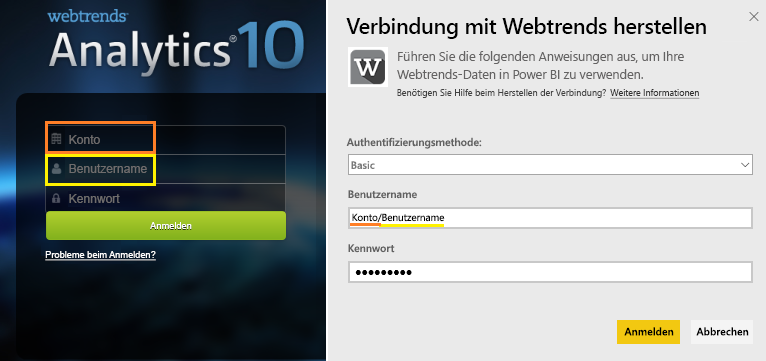 webtrends
Analytics® 10
Konto
Benutzername
Kennwort
Anmelden
Probleme beim Anmelden?
Verbindung mit Webtrends herstellen
W
Führen Sie die folgenden Anweisungen aus, um Ihre
Webtrends-Daten in Power BI zu verwenden.
Benötigen Sie Hilfe beim Herstellen der Verbindung? Weitere Informationen
Authentifizierungsmethode:
Basic
Benutzername
Konto/Benutzername
Kennwort
●●●●●●●●●
Anmelden Abbrechen